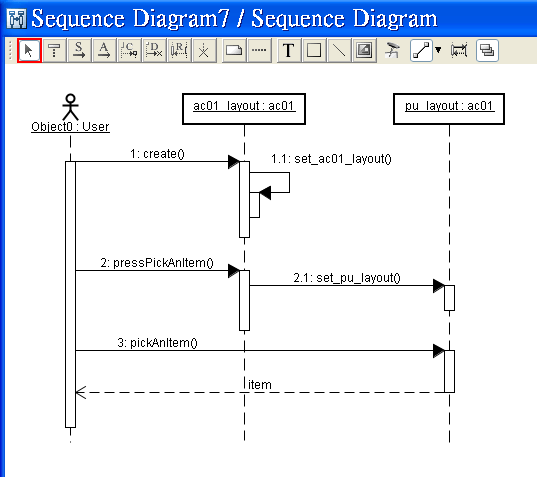 Sequence Diagram7 / Sequence Diagram
S A C D R T
ac01_layout : ac01
pu_layout : ac01
Object0 : User
1: create()
1.1: set_ac01_layout()
2: pressPickAnItem()
2.1: set_pu_layout()
3: pickAnItem()
item